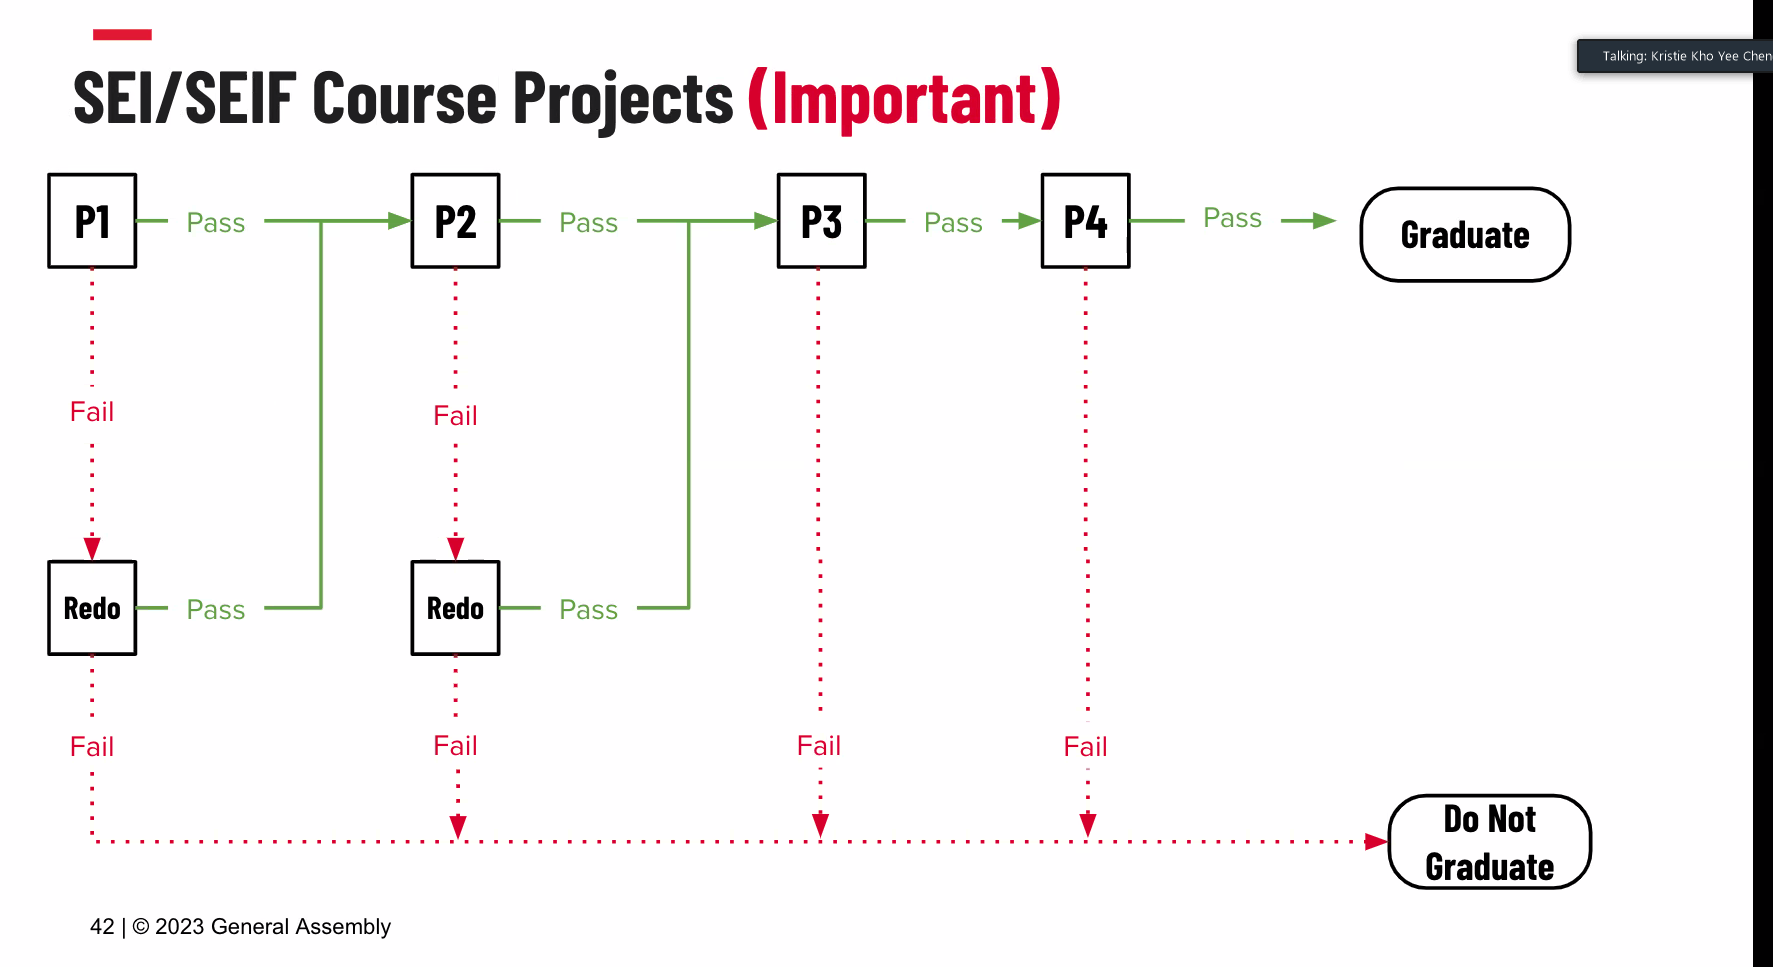 Talking: Kristie Kho Yee Chen
SEI/SEIF Course Projects (Important)
P1
Pass
P2
Pass
P3
Pass
P4
Pass
Graduate
Fail
Fail
Redo
Pass
Redo
Pass
Fail
Fail
Fail
Fail
Do Not
Graduate
42 | © 2023 General Assembly